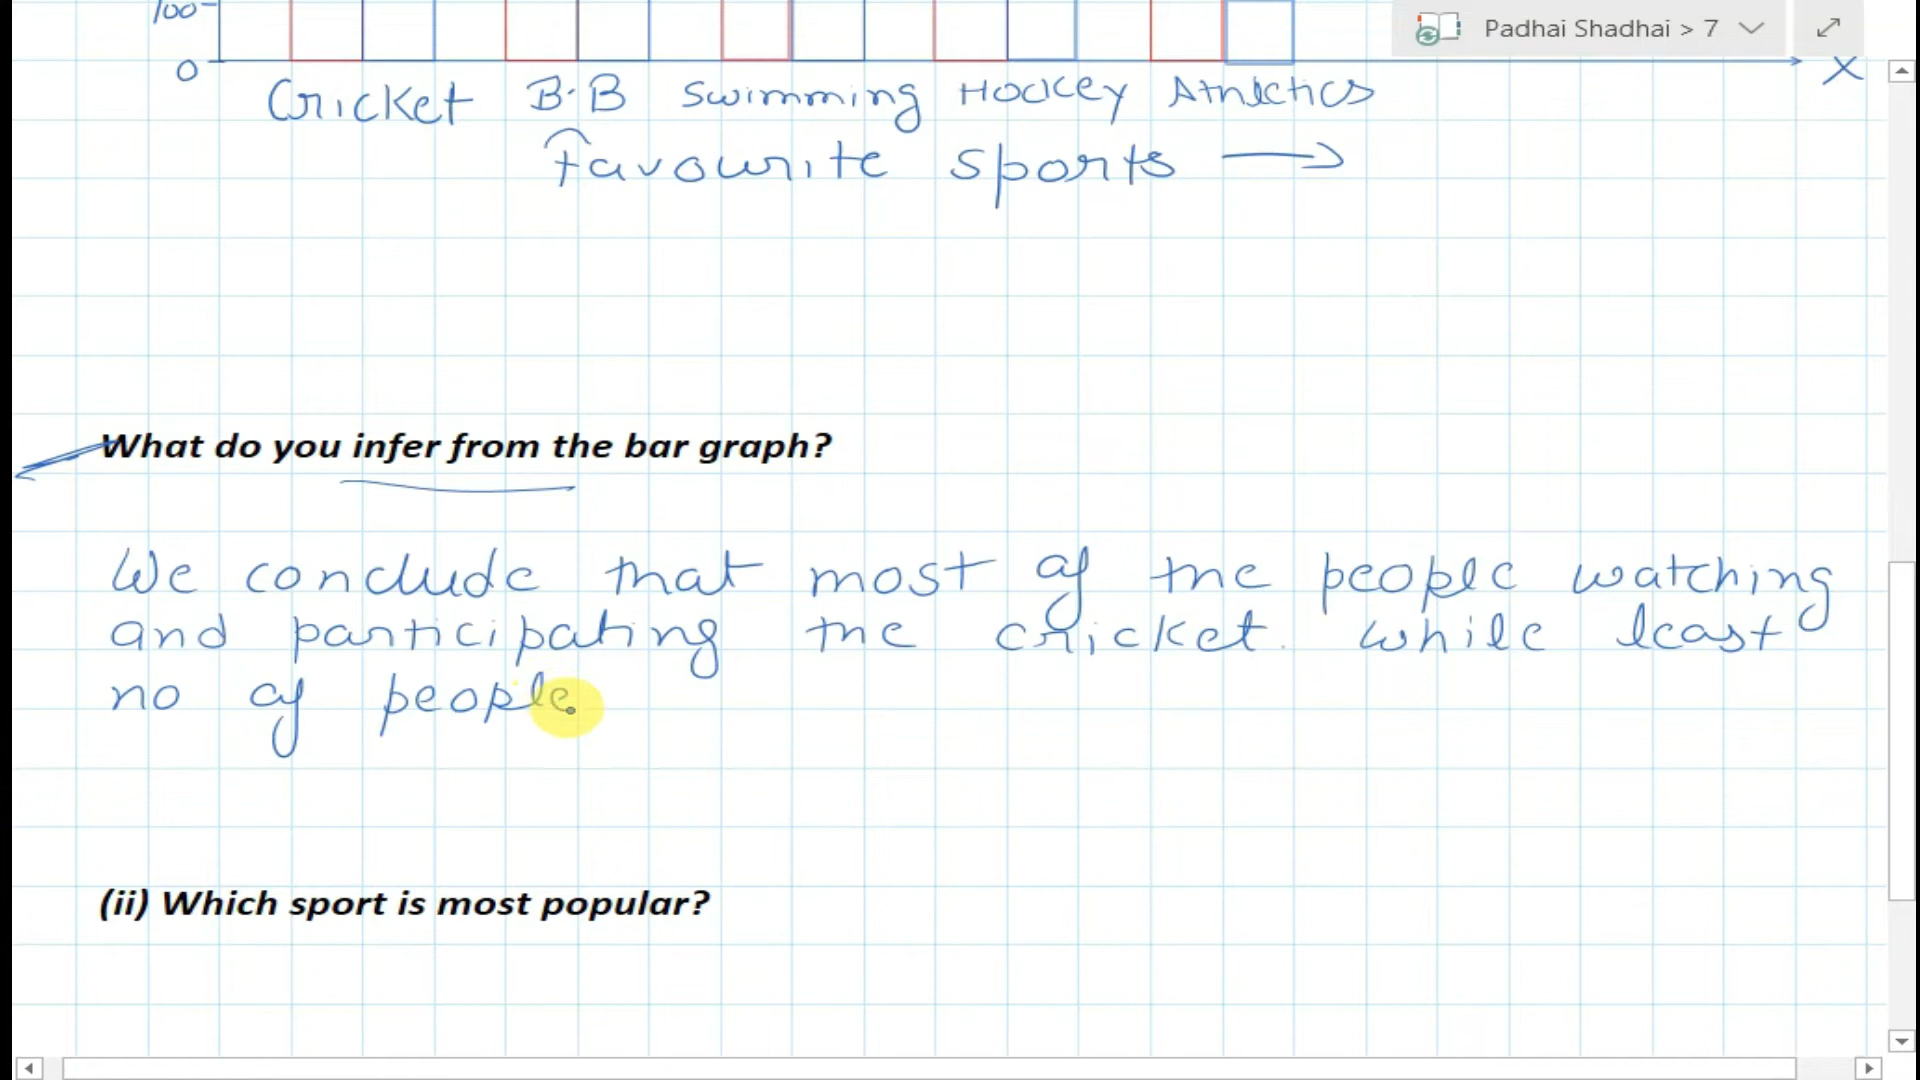 100
Padhai Shadhai > 7
0
X
Cricket B.B Swimming Hockey Athletics
Favourite sports
What do you infer from the bar graph?
We conclude that most of the people watching
and participating the cricket. while least
no of people
(ii) Which sport is most popular?